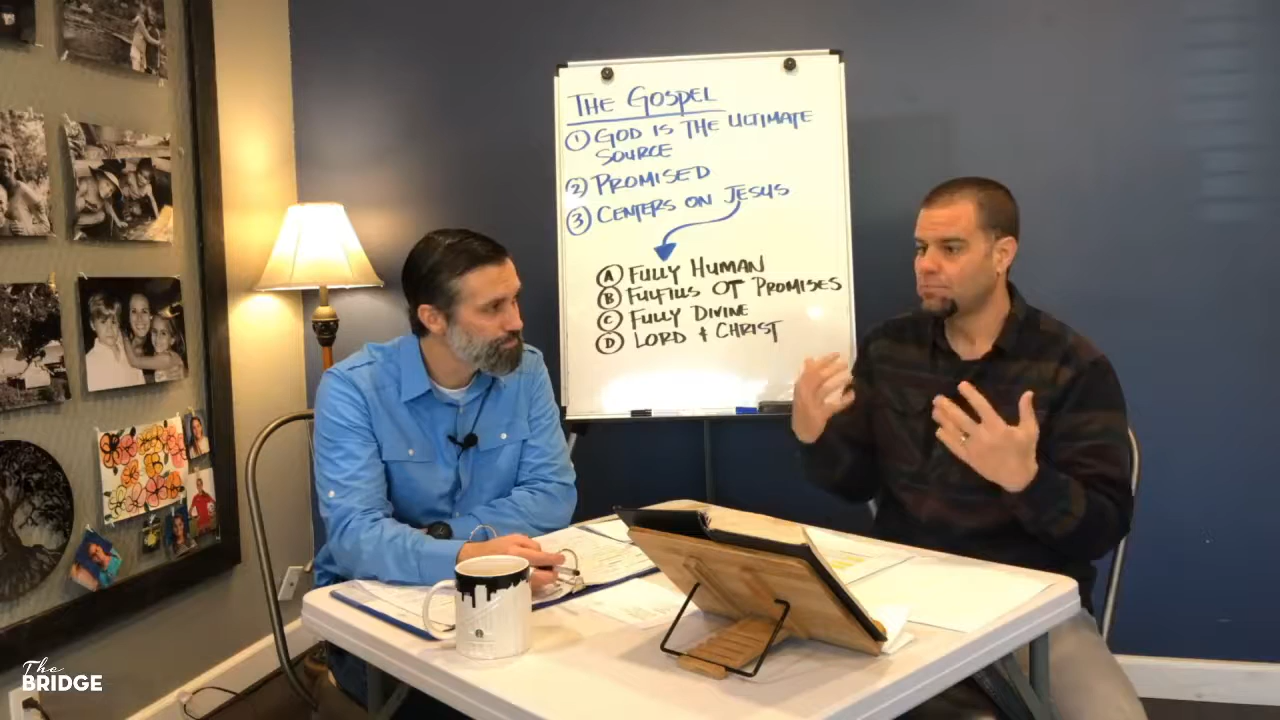 THE GOSPEL
① GOD IS THE ULTIMATE
SOURCE
② PROMISED
③ CENTERS ON JESUS
Ⓐ FULLY HUMAN
Ⓑ FULFILLS OT PROMISES
Ⓒ FULLY DIVINE
Ⓓ LORD + CHRIST
The
BRIDGE